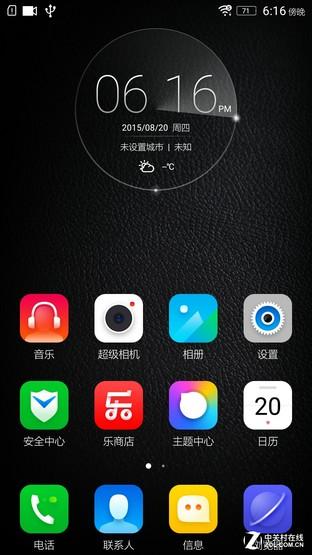 71 6:16 傍晚
06 16 PM
2015/08/20 周四
未设置城市 | 未知
--°C
音乐 超级相机 相册 设置
乐
安全中心 乐商店 主题中心 日历
20
电话 联系人 信息
中关村在线
ZOL.COM.CN